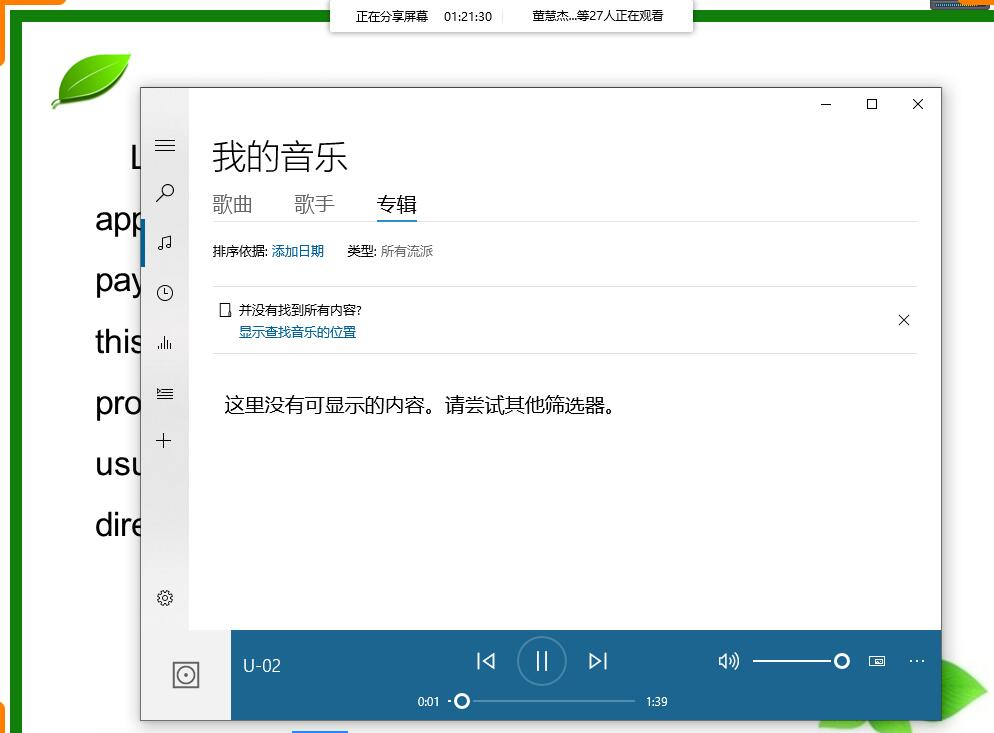 正在分享屏幕 01:21:30 董慧杰...等27人正在观看
我的音乐
歌曲 歌手 专辑
排序依据: 添加日期 类型: 所有流派
并没有找到所有内容?
显示查找音乐的位置
这里没有可显示的内容。请尝试其他筛选器。
L
app
pay
this
pro
usu
dire
U-02
0:01 1:39